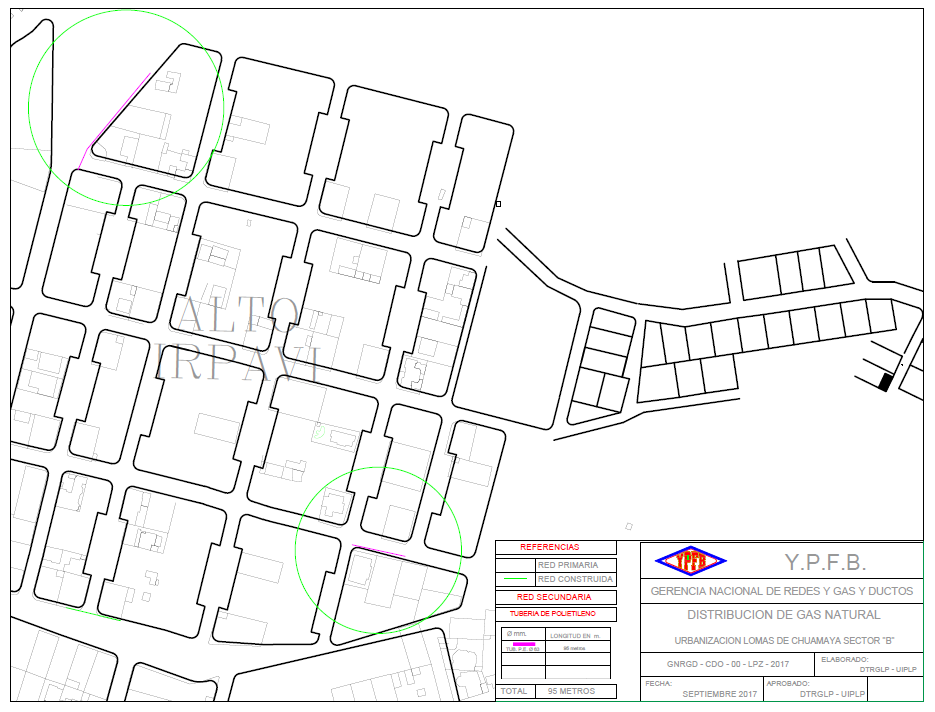 ALTO
IRPAVI
REFERENCIAS
RED PRIMARIA
RED CONSTRUIDA
RED SECUNDARIA
TUBERIA DE POLIETILENO
Ø mm.
LONGITUD EN m.
TUB. P.E. Ø 63
95 metros
TOTAL
95 METROS
YPFB
Y.P.F.B.
GERENCIA NACIONAL DE REDES Y GAS Y DUCTOS
DISTRIBUCION DE GAS NATURAL
URBANIZACION LOMAS DE CHUAMAYA SECTOR "B"
GNRGD - CDO - 00 - LPZ - 2017
ELABORADO:
DTRGLP - UIPLP
FECHA:
SEPTIEMBRE 2017
APROBADO:
DTRGLP - UIPLP